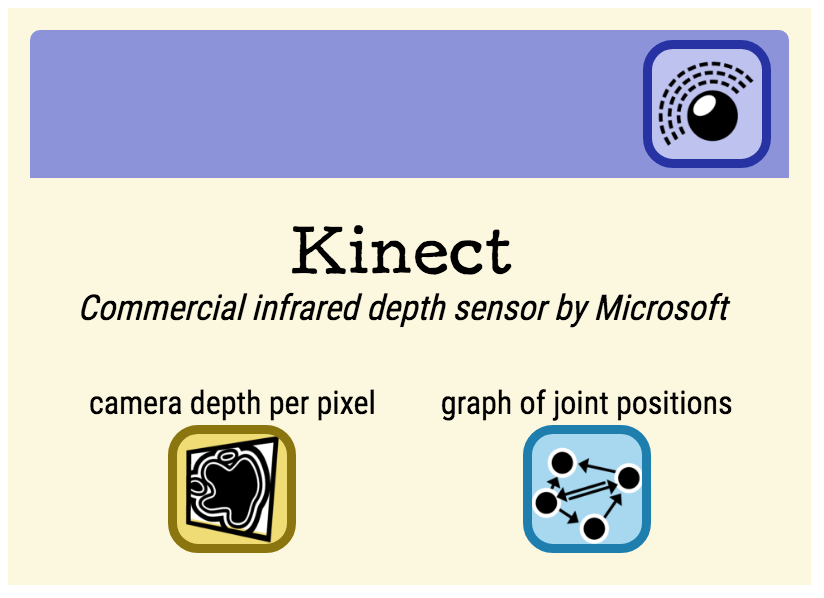 Kinect
Commercial infrared depth sensor by Microsoft
camera depth per pixel
graph of joint positions